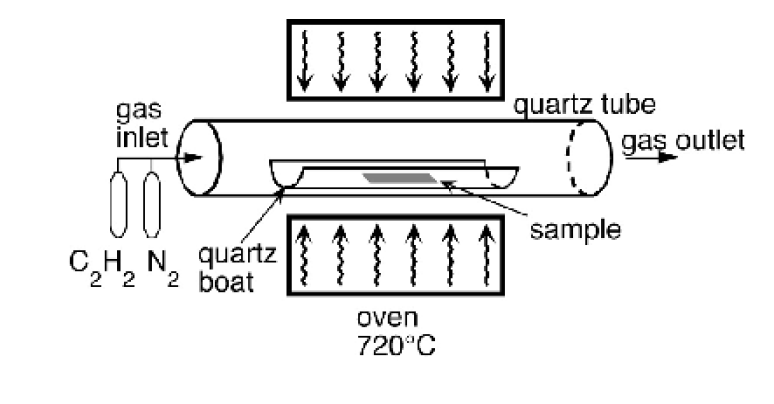 gas
inlet
quartz tube
gas outlet
C₂H₂ N₂
quartz
boat
sample
oven
720°C